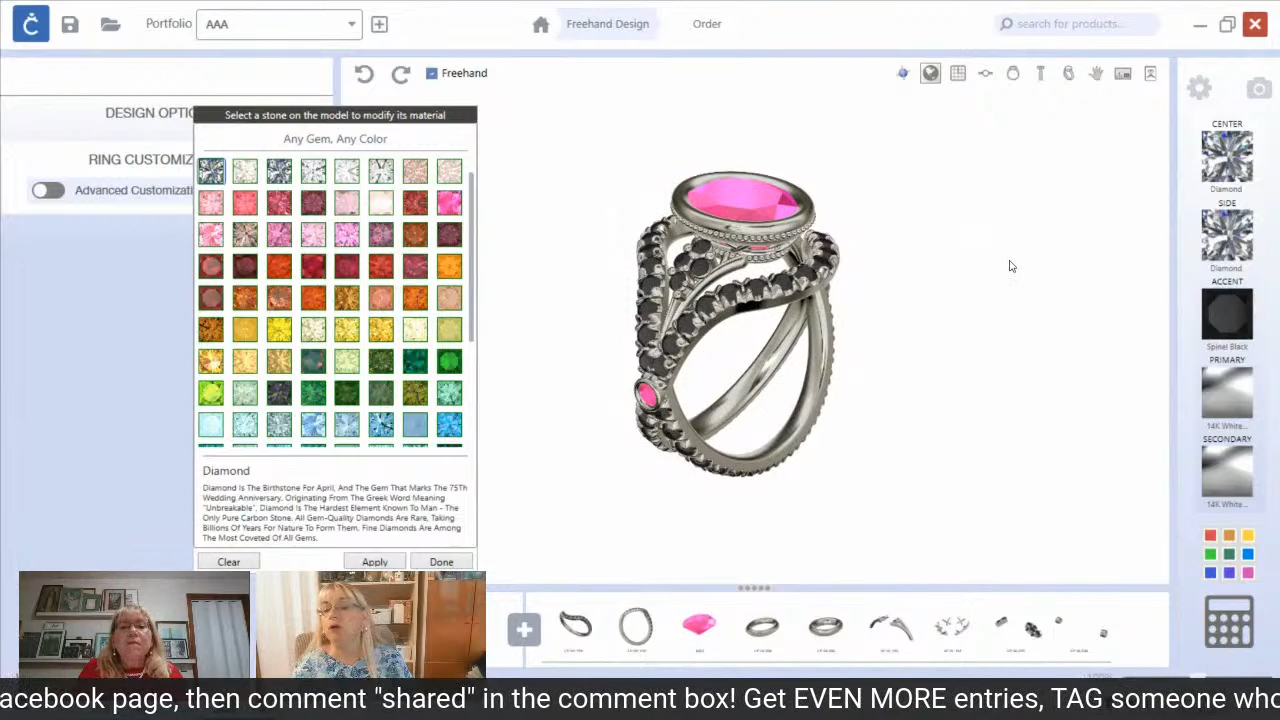 Portfolio AAA
Freehand Design
Order
search for products...
Freehand
DESIGN OPTIO
Select a stone on the model to modify its material
Any Gem, Any Color
RING CUSTOMIZ
Advanced Customizati
CENTER
Diamond
SIDE
Diamond
ACCENT
Spinel Black
PRIMARY
14K White...
SECONDARY
14K White...
Diamond
Diamond Is The Birthstone For April, And The Gem That Marks The 75Th
Wedding Anniversary. Originating From The Greek Word Meaning
"Unbreakable", Diamond Is The Hardest Element Known To Man - The
Only Pure Carbon Stone. All Gem-Quality Diamonds Are Rare, Taking
Billions Of Years For Nature To Form Them. Fine Diamonds Are Among
The Most Coveted Of All Gems.
Clear
Apply
Done
acebook page, then comment "shared" in the comment box! Get EVEN MORE entries, TAG someone who